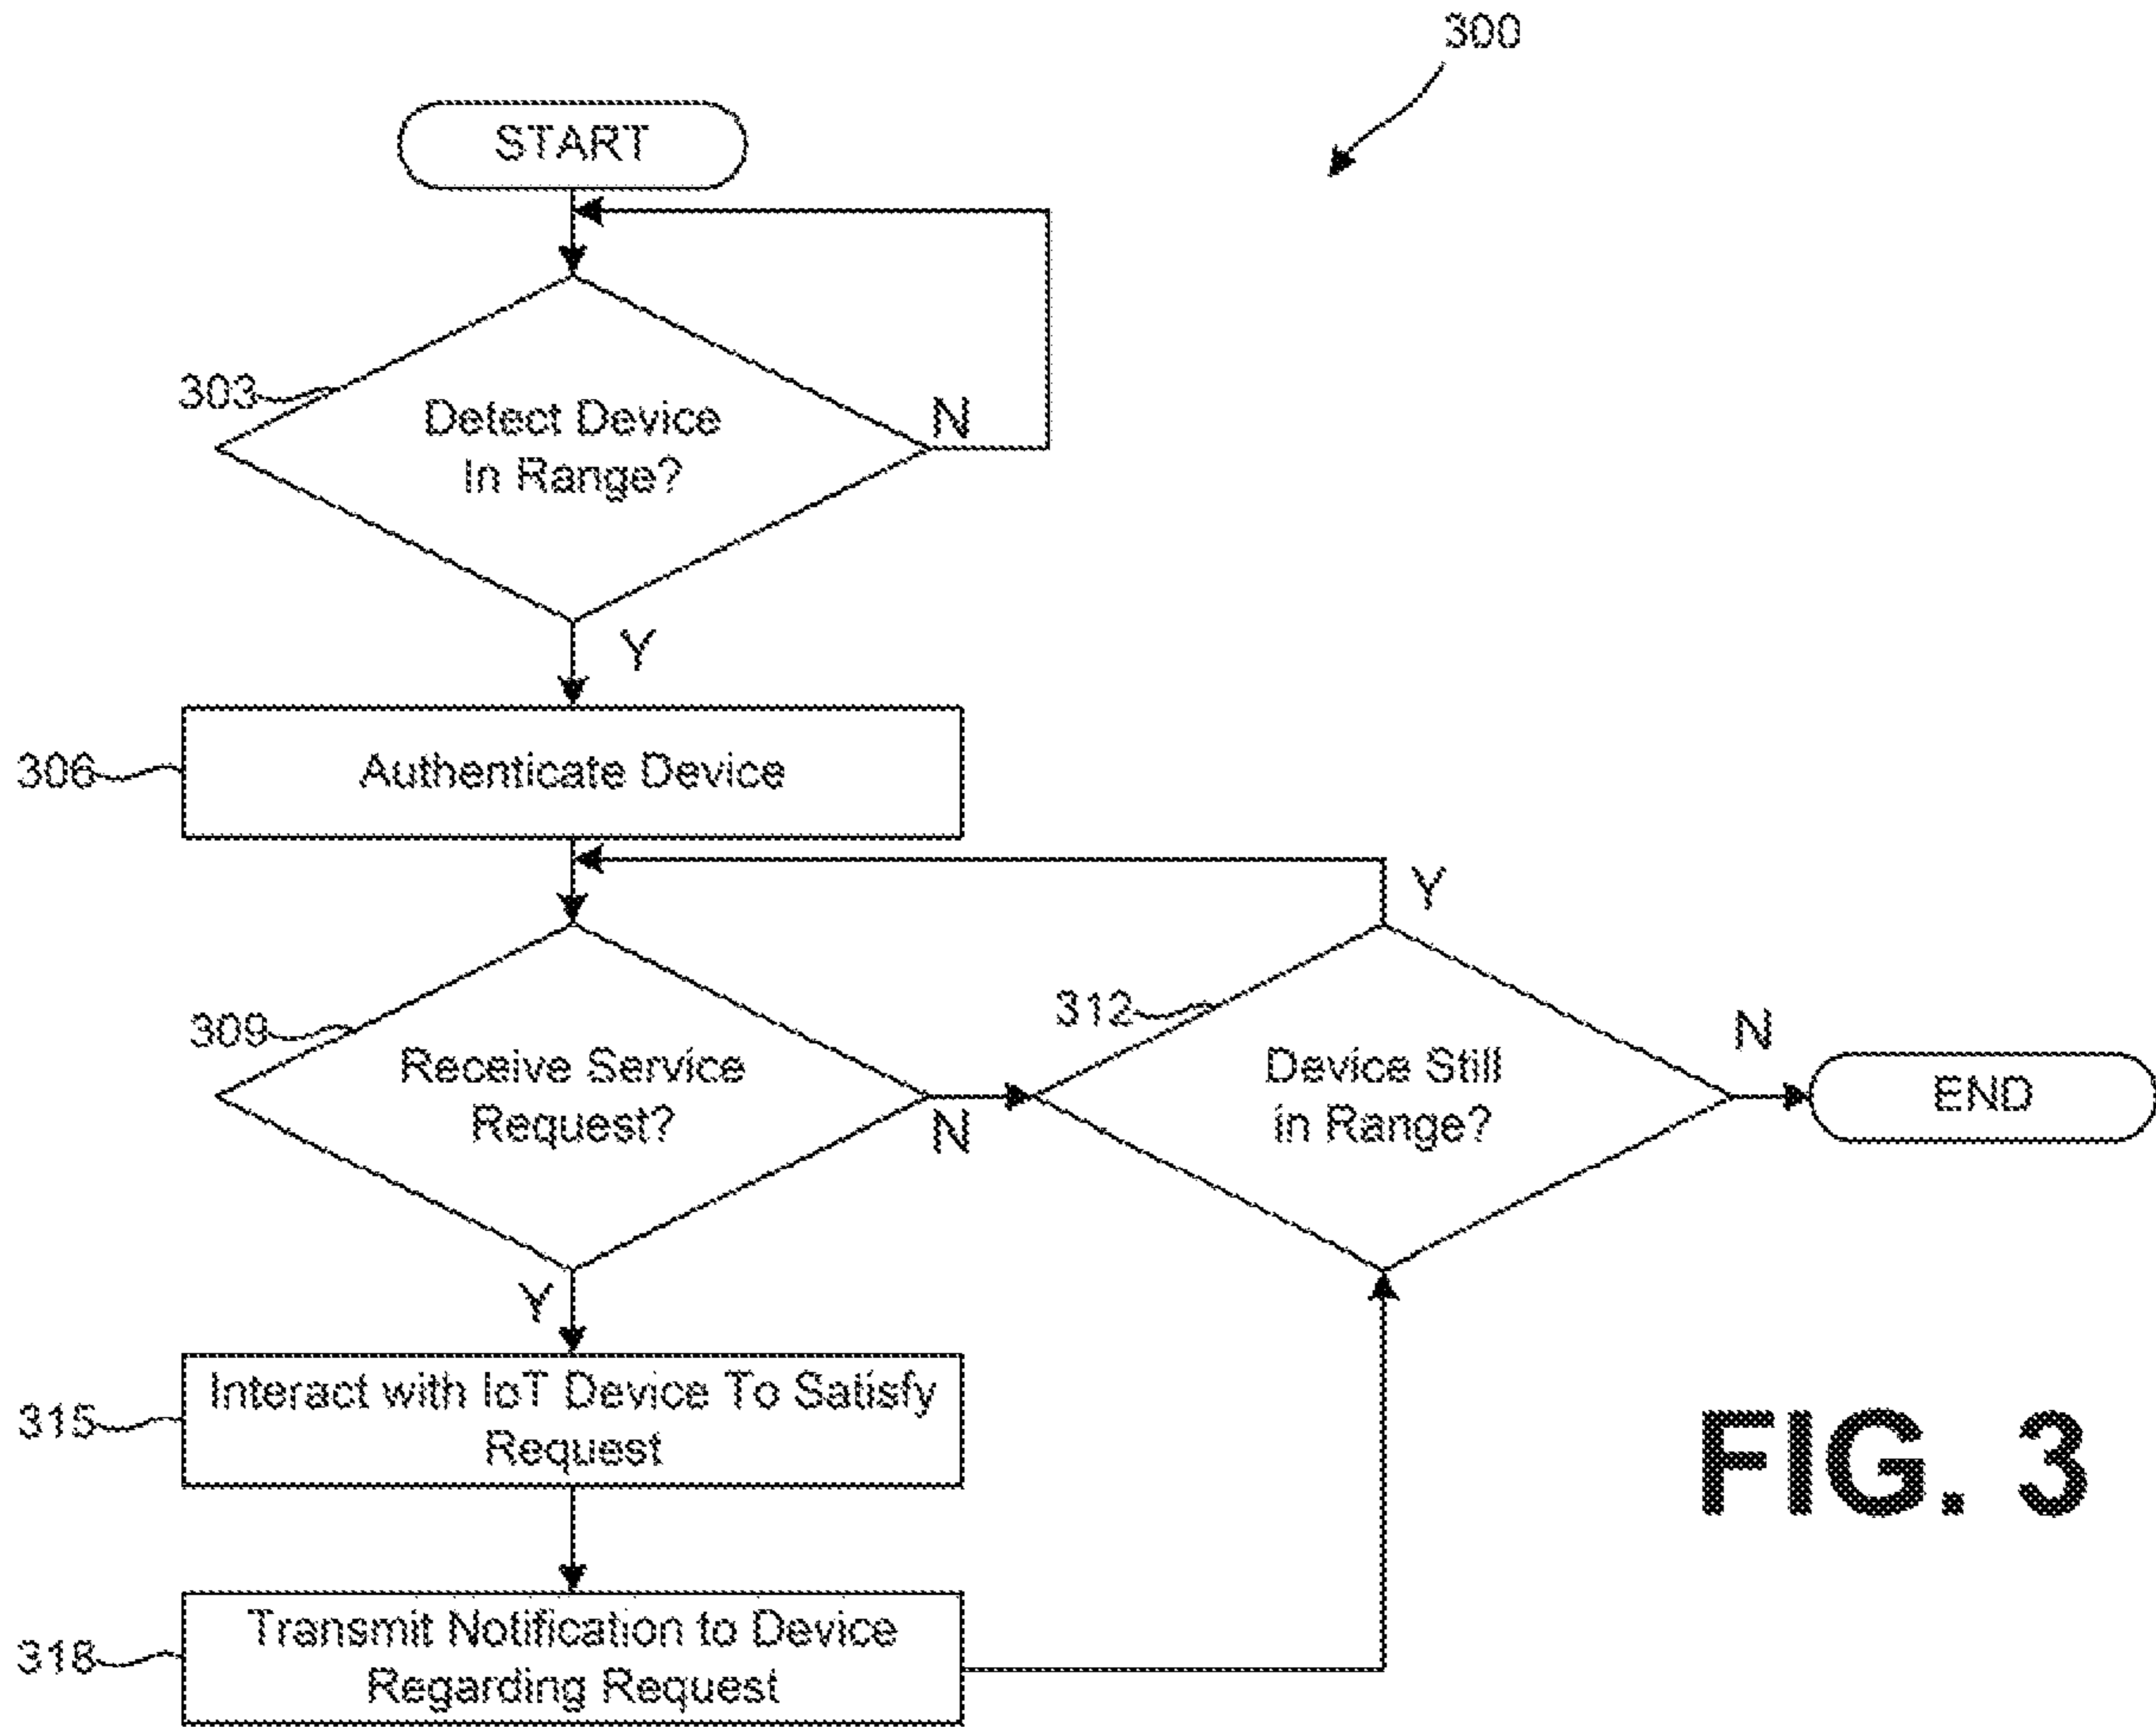 300
START
303
Detect Device
In Range?
N
Y
306
Authenticate Device
Y
309
Receive Service
Request?
N
312
Device Still
in Range?
N
END
Y
315
Interact with IoT Device To Satisfy
Request
318
Transmit Notification to Device
Regarding Request
FIG. 3